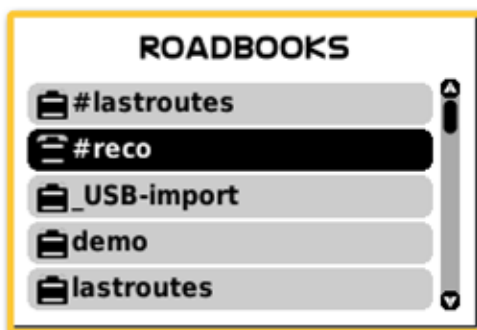 ROADBOOKS
#lastroutes
#reco
_USB-import
demo
lastroutes